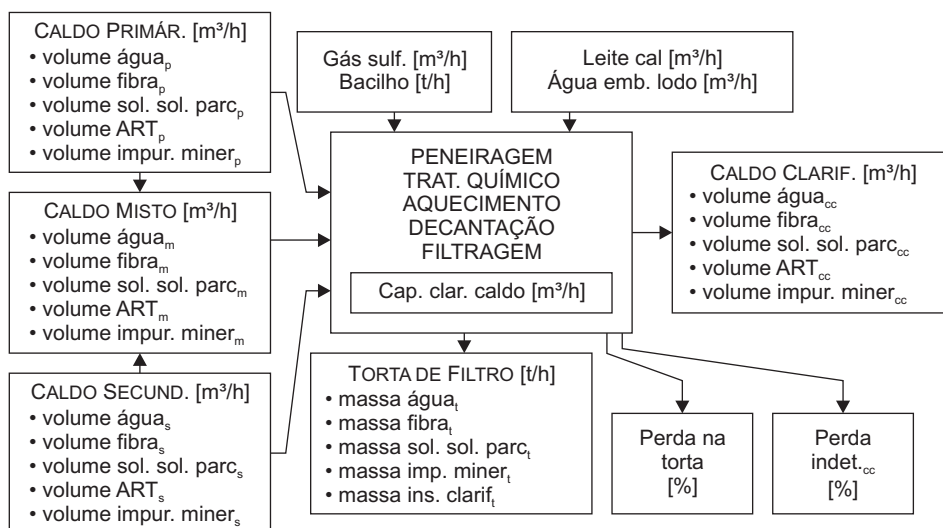 CALDO PRIMÁR. [m³/h]
• volume água_p
• volume fibra_p
• volume sol. sol. parc_p
• volume ART_p
• volume impur. miner_p
Gás sulf. [m³/h]
Bacilho [t/h]
Leite cal [m³/h]
Água emb. lodo [m³/h]
CALDO MISTO [m³/h]
• volume água_m
• volume fibra_m
• volume sol. sol. parc_m
• volume ART_m
• volume impur. miner_m
PENEIRAGEM
TRAT. QUÍMICO
AQUECIMENTO
DECANTAÇÃO
FILTRAGEM
Cap. clar. caldo [m³/h]
CALDO CLARIF. [m³/h]
• volume água_cc
• volume fibra_cc
• volume sol. sol. parc_cc
• volume ART_cc
• volume impur. miner_cc
CALDO SECUND. [m³/h]
• volume água_s
• volume fibra_s
• volume sol. sol. parc_s
• volume ART_s
• volume impur. miner_s
TORTA DE FILTRO [t/h]
• massa água_t
• massa fibra_t
• massa sol. sol. parc_t
• massa imp. miner_t
• massa ins. clarif_t
Perda na
torta
[%]
Perda
indet._cc
[%]